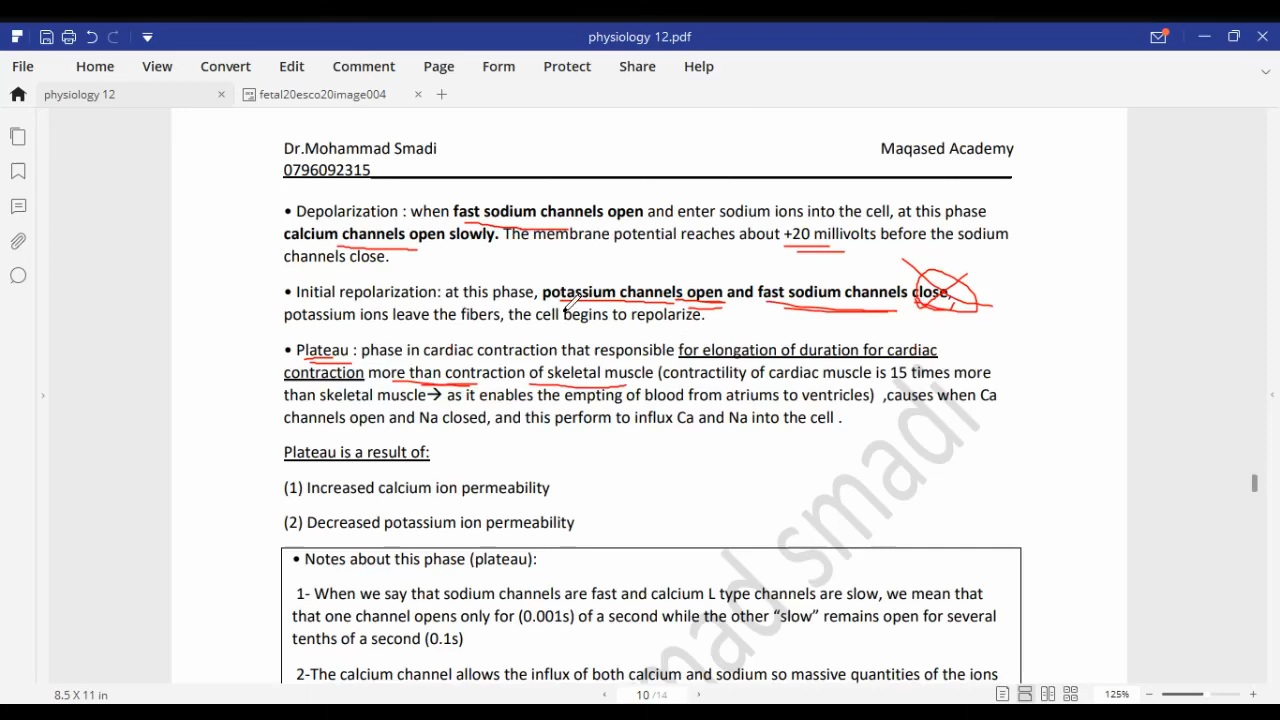 physiology 12.pdf
File Home View Convert Edit Comment Page Form Protect Share Help
physiology 12 fetal20esco20image004
Dr.Mohammad Smadi Maqased Academy
0796092315
• Depolarization : when fast sodium channels open and enter sodium ions into the cell, at this phase
calcium channels open slowly. The membrane potential reaches about +20 millivolts before the sodium
channels close.
• Initial repolarization: at this phase, potassium channels open and fast sodium channels close,
potassium ions leave the fibers, the cell begins to repolarize.
• Plateau : phase in cardiac contraction that responsible for elongation of duration for cardiac
contraction more than contraction of skeletal muscle (contractility of cardiac muscle is 15 times more
than skeletal muscle→ as it enables the empting of blood from atriums to ventricles) ,causes when Ca
channels open and Na closed, and this perform to influx Ca and Na into the cell .
Plateau is a result of:
(1) Increased calcium ion permeability
(2) Decreased potassium ion permeability
• Notes about this phase (plateau):
1- When we say that sodium channels are fast and calcium L type channels are slow, we mean that
that one channel opens only for (0.001s) of a second while the other “slow” remains open for several
tenths of a second (0.1s)
2-The calcium channel allows the influx of both calcium and sodium so massive quantities of the ions
mad smadi
8.5 X 11 in 10 /14 125%